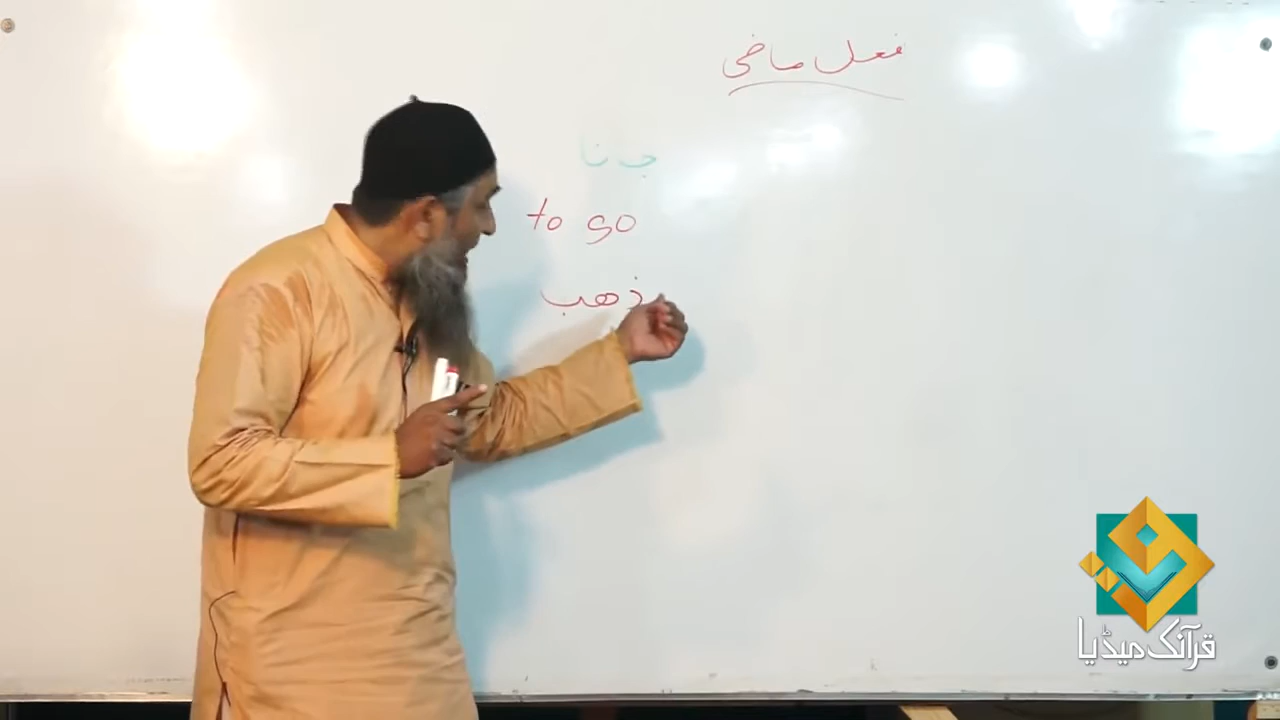 فعل ماضی
جانا
to go
ذهب
قرآنک میڈیا